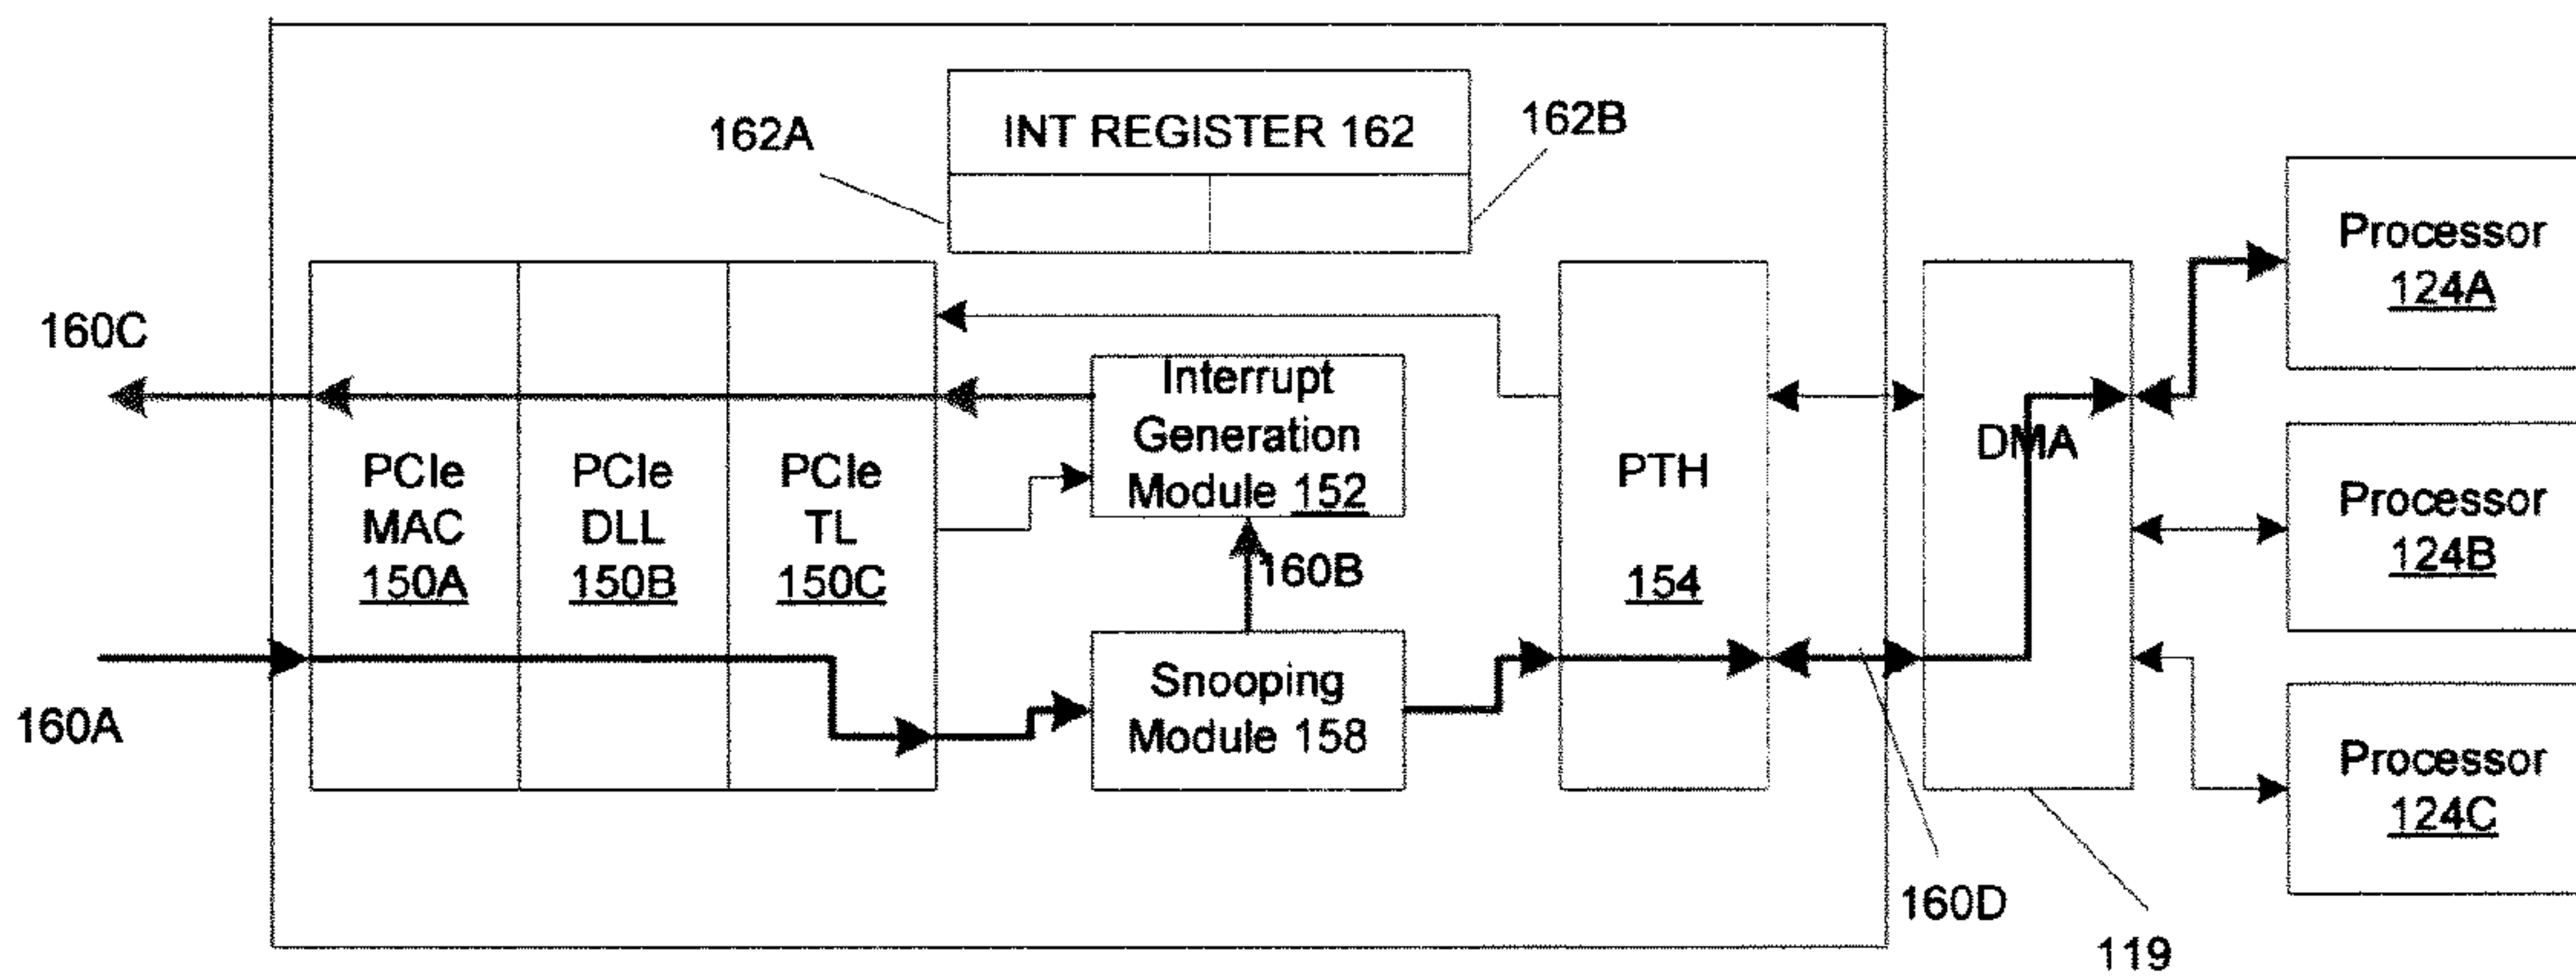 INT REGISTER 162
162A
162B
160C
160A
PCIe
MAC
150A
PCIe
DLL
150B
PCIe
TL
150C
Interrupt
Generation
Module 152
160B
Snooping
Module 158
PTH
154
DMA
160D
119
Processor
124A
Processor
124B
Processor
124C